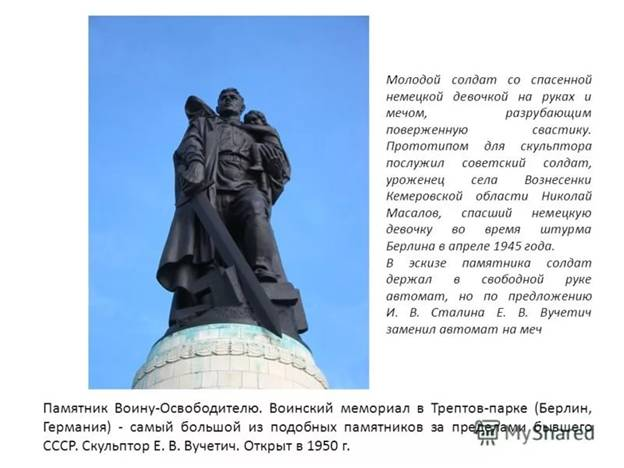 Молодой солдат со спасенной
немецкой девочкой на руках и
мечом, разрубающим
поверженную свастику.
Прототипом для скульптора
послужил советский солдат,
уроженец села Вознесенки
Кемеровской области Николай
Масалов, спасший немецкую
девочку во время штурма
Берлина в апреле 1945 года.
В эскизе памятника солдат
держал в свободной руке
автомат, но по предложению
И. В. Сталина Е. В. Вучетич
заменил автомат на меч
Памятник Воину-Освободителю. Воинский мемориал в Трептов-парке (Берлин,
Германия) - самый большой из подобных памятников за пределами бывшего
СССР. Скульптор Е. В. Вучетич. Открыт в 1950 г.
MyShared